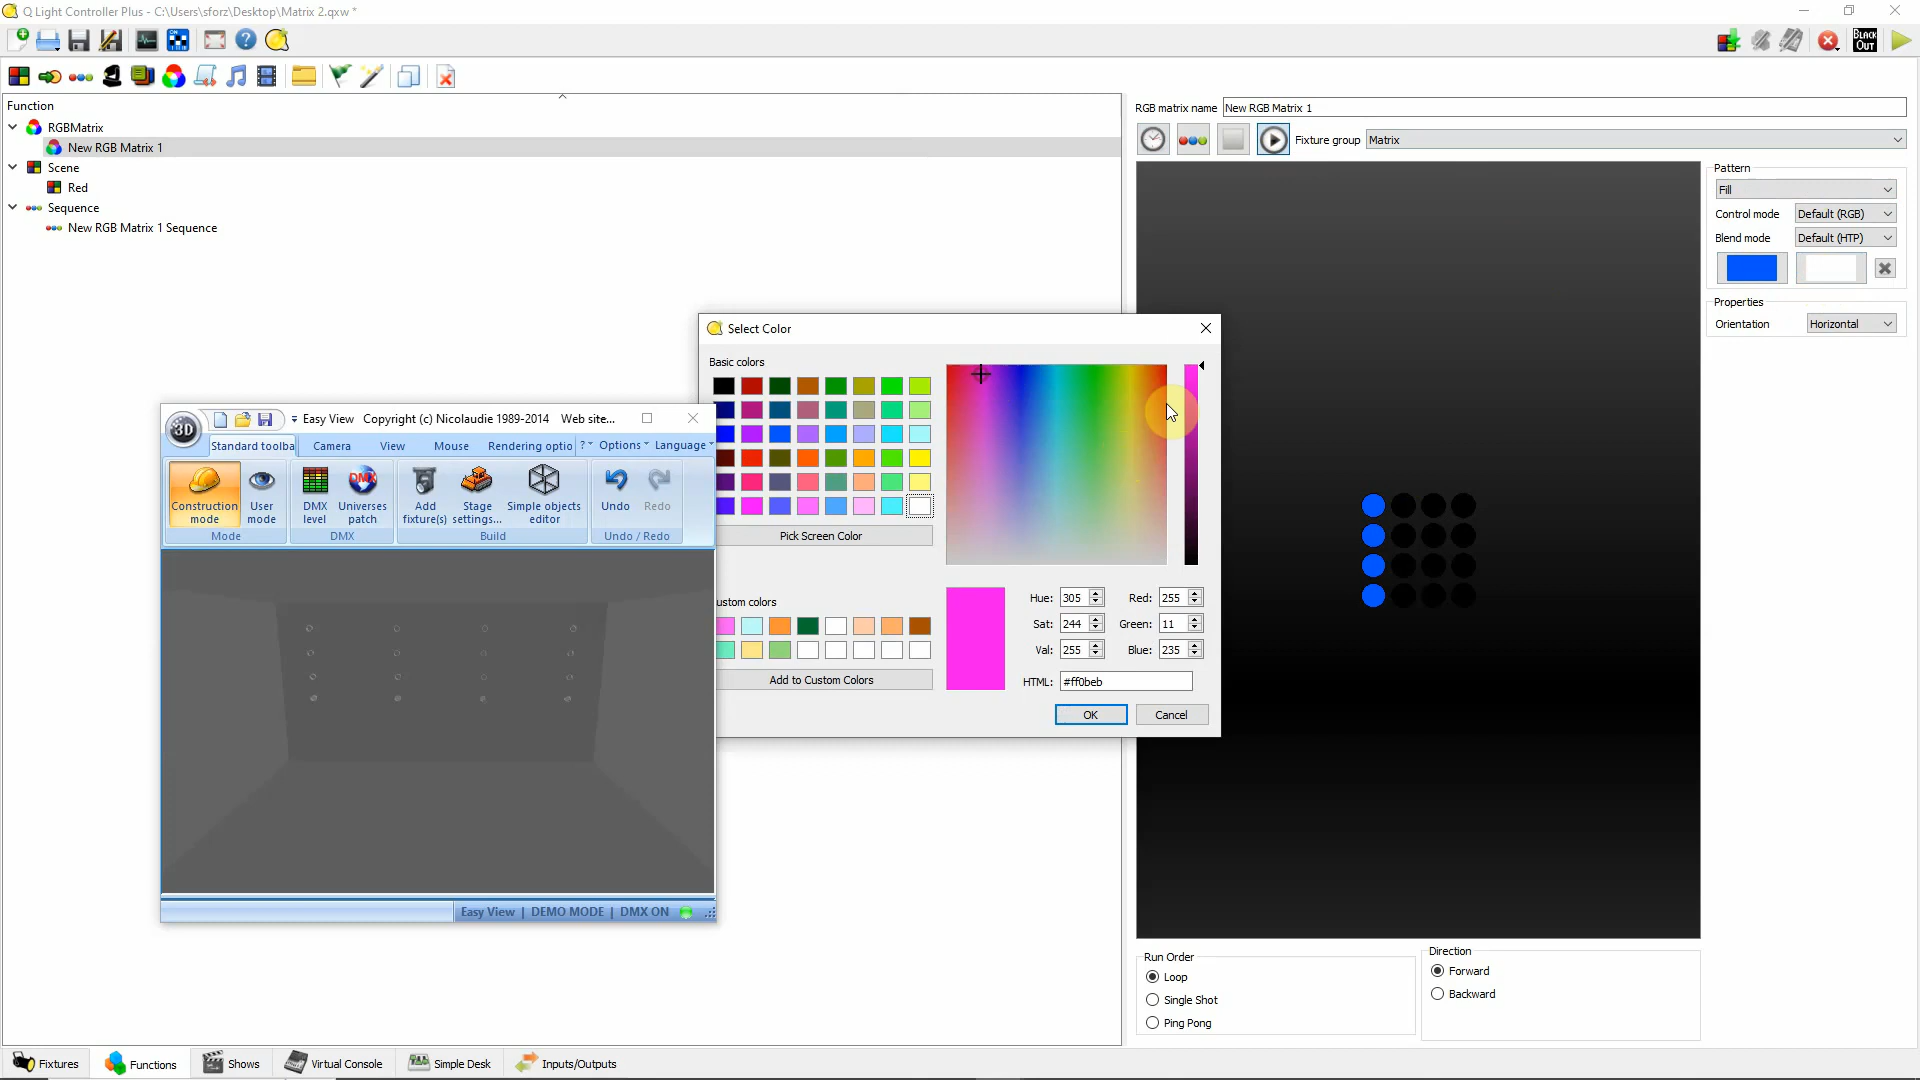 Q Light Controller Plus - C:\Users\sforz\Desktop\Matrix 2.qxw *
ON
BLACK
OUT
Function
RGBMatrix
New RGB Matrix 1
Scene
Red
Sequence
New RGB Matrix 1 Sequence
RGB matrix name New RGB Matrix 1
Fixture group Matrix
Pattern
Fill
Control mode Default (RGB)
Blend mode Default (HTP)
Properties
Orientation Horizontal
Select Color
Basic colors
Pick Screen Color
ustom colors
Add to Custom Colors
Hue: 305 Red: 255
Sat: 244 Green: 11
Val: 255 Blue: 235
HTML: #ff0beb
OK Cancel
3D
Easy View Copyright (c) Nicolaudie 1989-2014 Web site...
Standard toolba Camera View Mouse Rendering optio ? Options Language
DMX
Construction mode
User mode
DMX level
Universes patch
Add fixture(s)
Stage settings...
Simple objects editor
Undo Redo
Mode DMX Build Undo / Redo
Easy View | DEMO MODE | DMX ON
Run Order
Loop
Single Shot
Ping Pong
Direction
Forward
Backward
Fixtures Functions Shows Virtual Console Simple Desk Inputs/Outputs